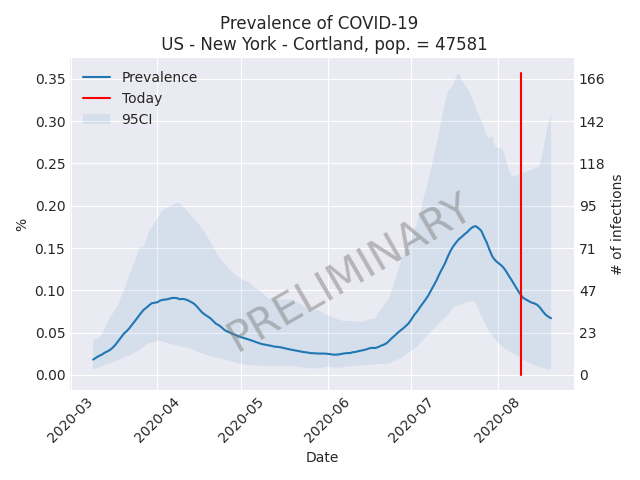 Prevalence of COVID-19
US - New York - Cortland, pop. = 47581
Prevalence
Today
95CI
%
0.35
0.30
0.25
0.20
0.15
0.10
0.05
0.00
166
142
118
95
71
47
23
0
# of infections
PRELIMINARY
2020-03
2020-04
2020-05
2020-06
2020-07
2020-08
Date